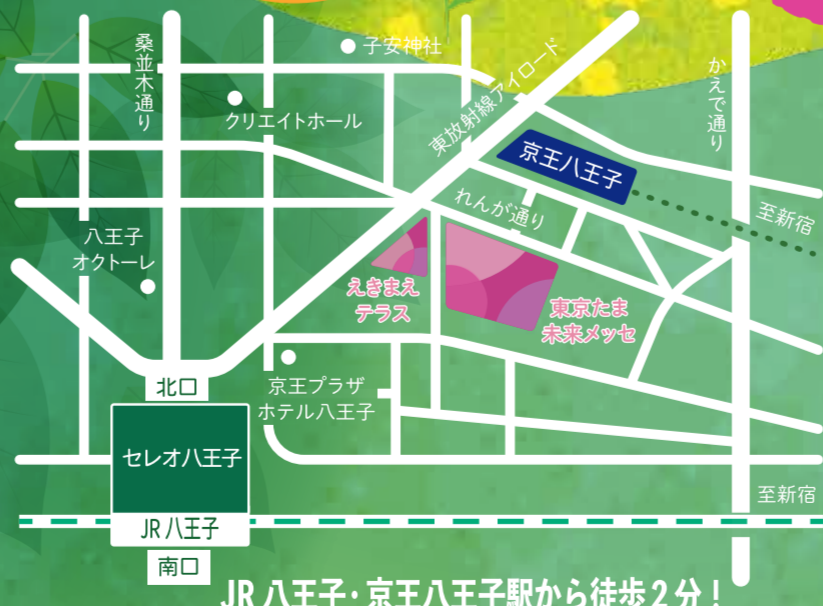 桑並木通り
子安神社
クリエイトホール
東放射線アイロード
かえで通り
京王八王子
至新宿
れんが通り
八王子
オクトーレ
えきまえ
テラス
東京たま
未来メッセ
北口
京王プラザ
ホテル八王子
セレオ八王子
至新宿
JR 八王子
南口
JR 八王子・京王八王子駅から徒歩2分!